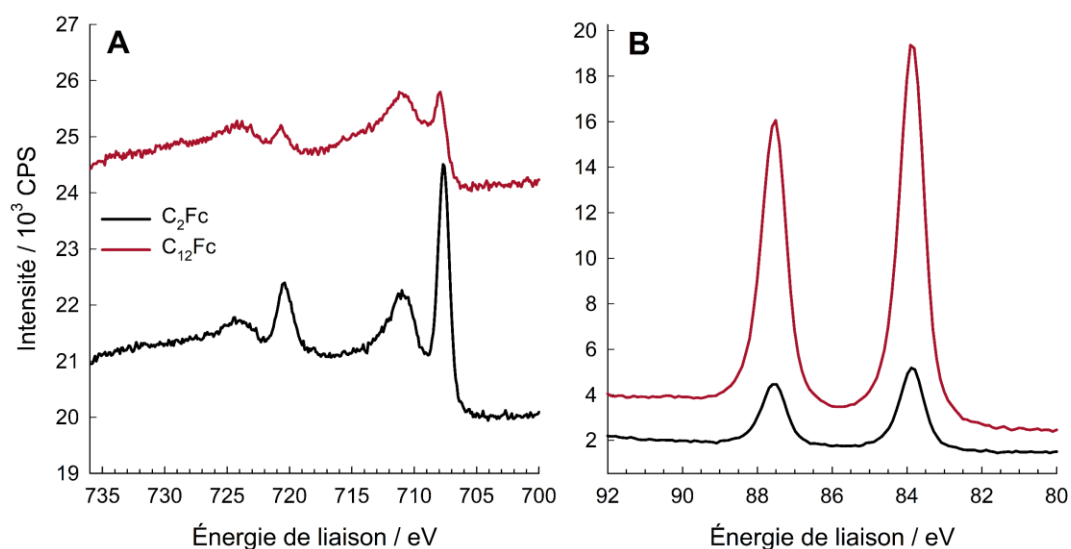 A
27
26
25
24
23
22
21
20
19
Intensité / 10³ CPS
C₂Fc
C₁₂Fc
735 730 725 720 715 710 705 700
Énergie de liaison / eV
B
20
18
16
14
12
10
8
6
4
2
92 90 88 86 84 82 80
Énergie de liaison / eV